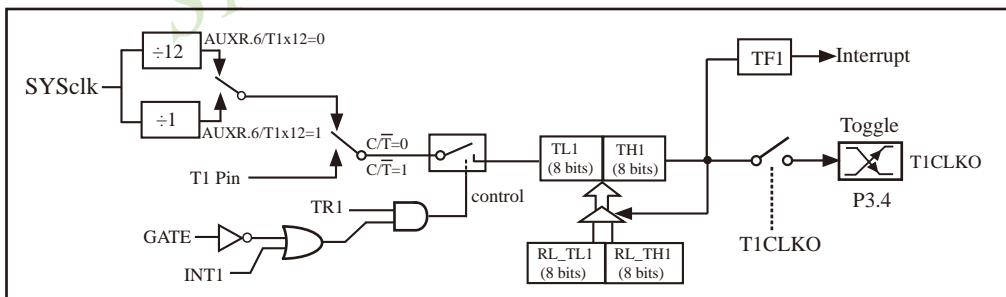 ÷12
AUXR.6/T1x12=0
SYSclk
÷1
AUXR.6/T1x12=1
C/T̅=0
C/T̅=1
T1 Pin
control
TR1
GATE
INT1
TL1
(8 bits)
TH1
(8 bits)
RL_TL1
(8 bits)
RL_TH1
(8 bits)
TF1
Interrupt
Toggle
T1CLKO
P3.4
T1CLKO